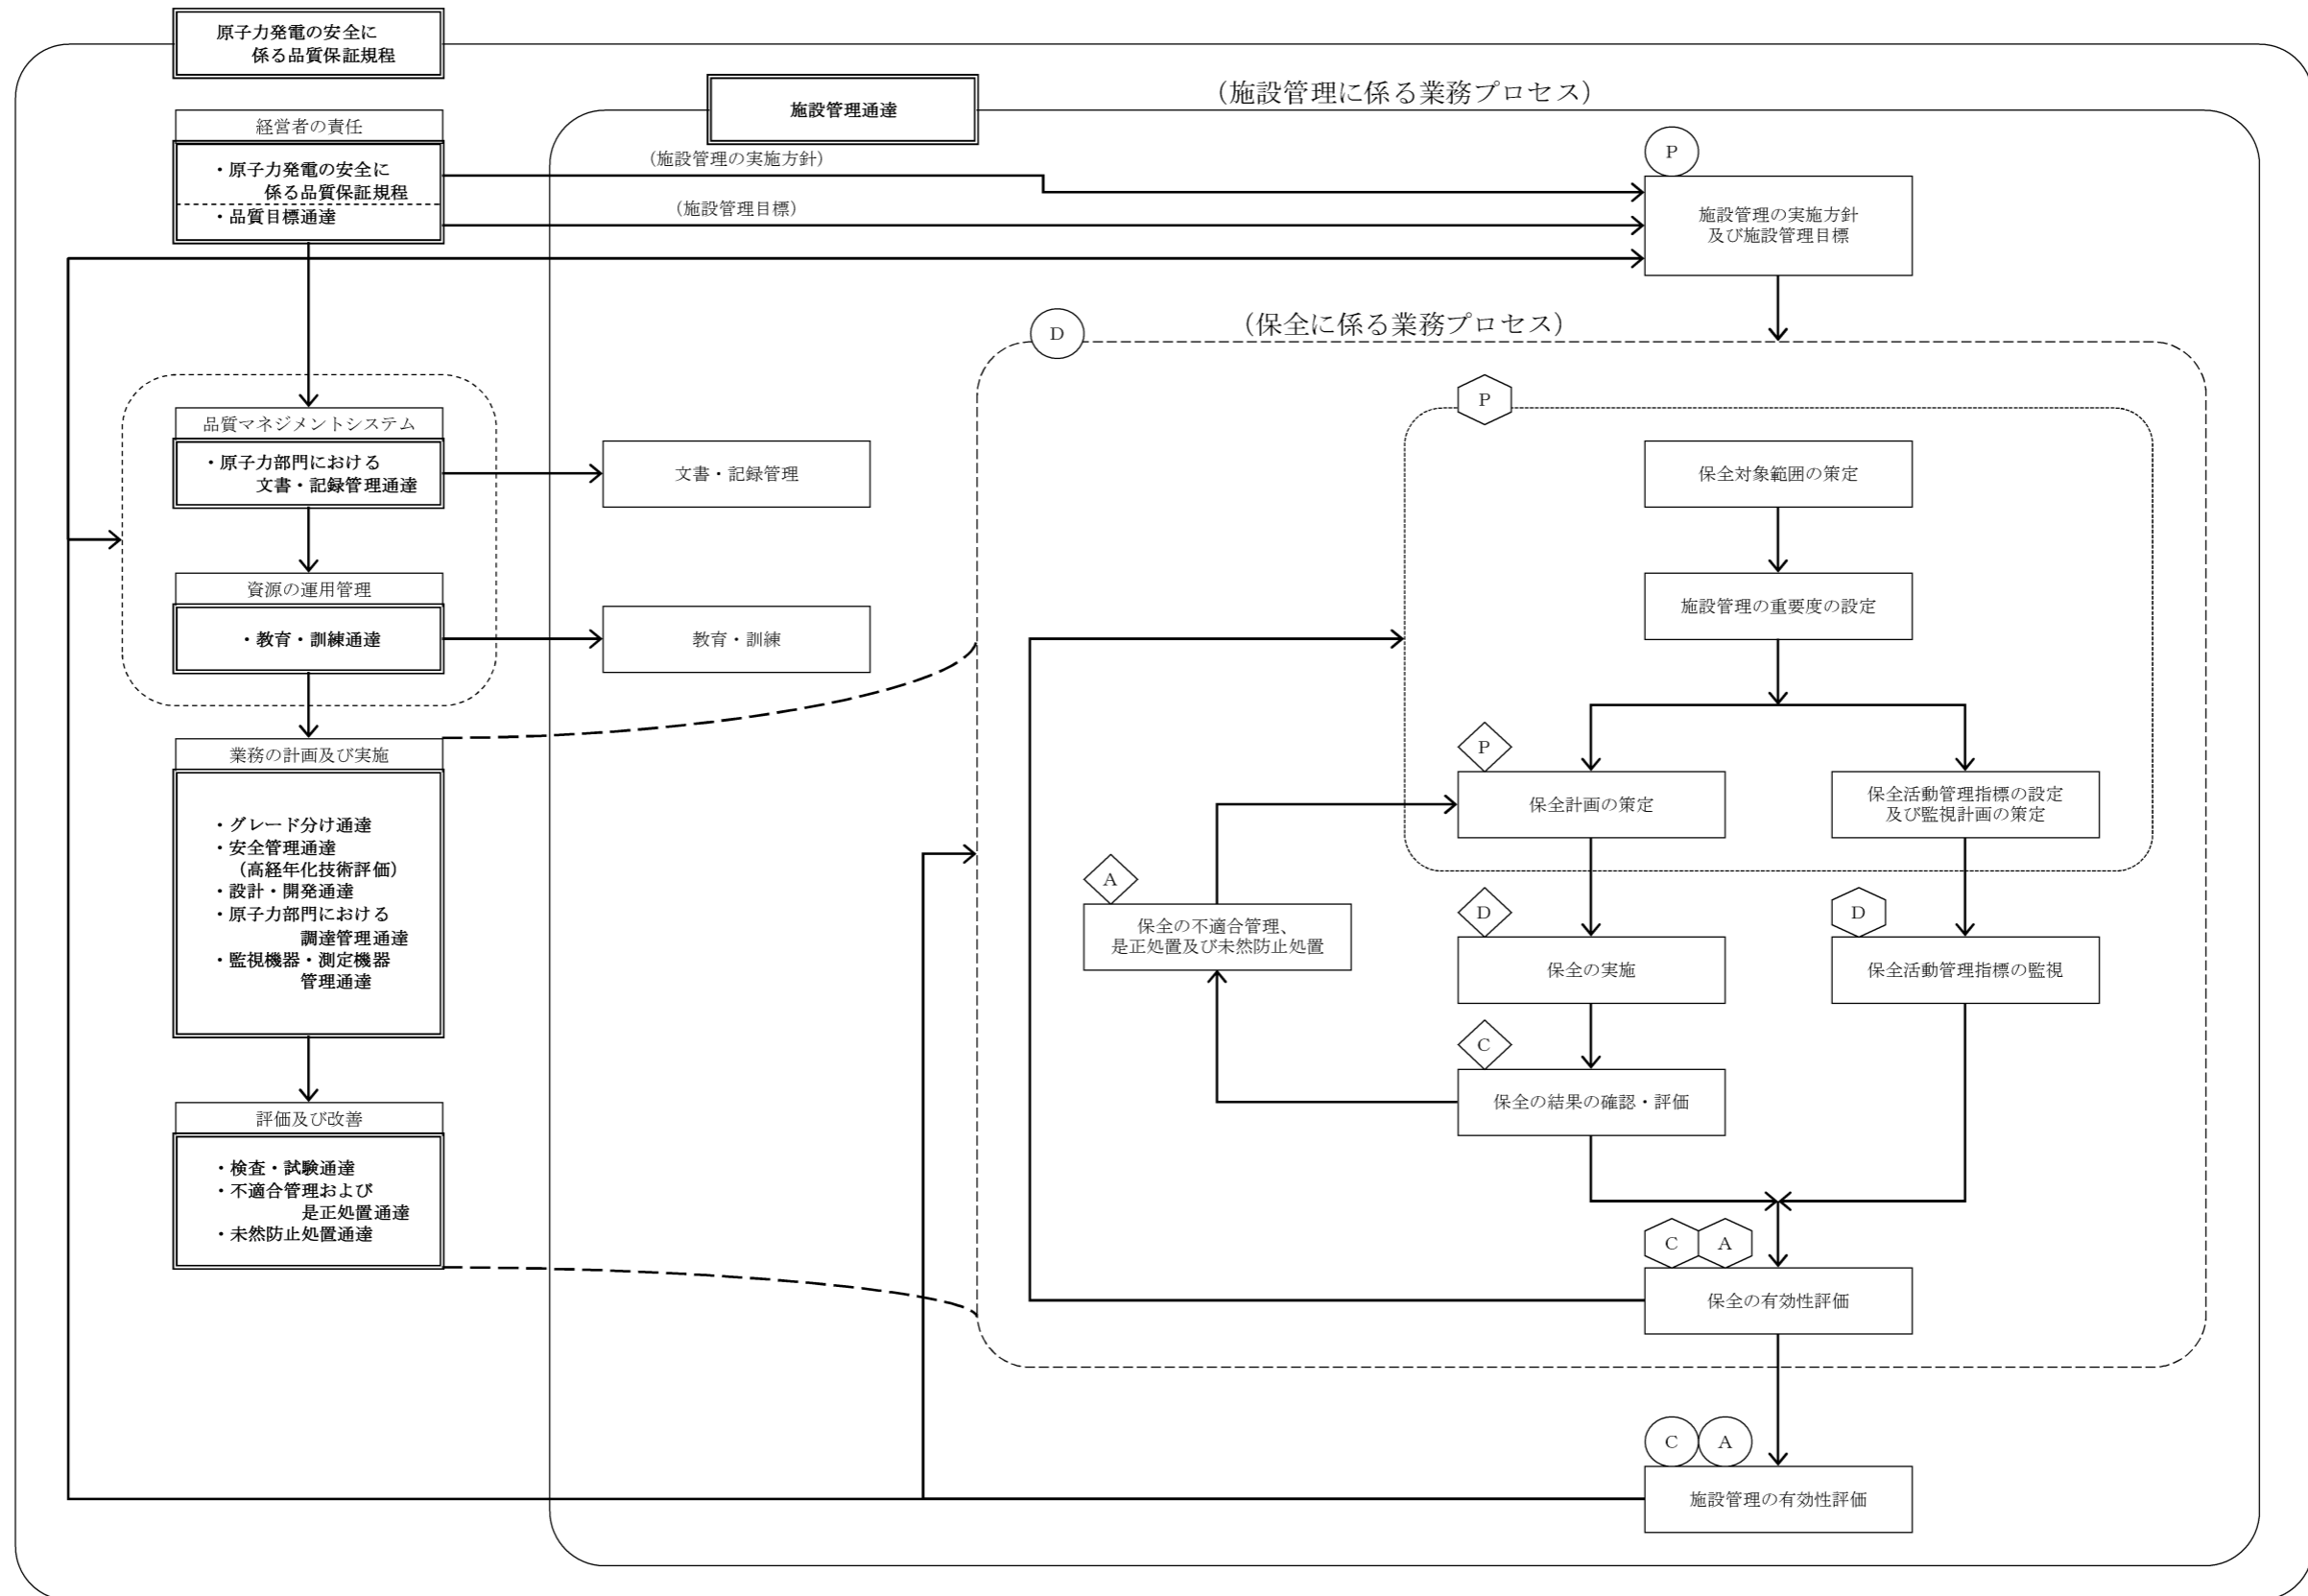 原子力発電の安全に
係る品質保証規程
施設管理通達
（施設管理に係る業務プロセス）
経営者の責任
・原子力発電の安全に
係る品質保証規程
・品質目標通達
（施設管理の実施方針）
（施設管理目標）
P
施設管理の実施方針
及び施設管理目標
D
（保全に係る業務プロセス）
品質マネジメントシステム
・原子力部門における
文書・記録管理通達
文書・記録管理
資源の運用管理
・教育・訓練通達
教育・訓練
P
保全対象範囲の策定
施設管理の重要度の設定
P
保全計画の策定
保全活動管理指標の設定
及び監視計画の策定
業務の計画及び実施
・グレード分け通達
・安全管理通達
（高経年化技術評価）
・設計・開発通達
・原子力部門における
調達管理通達
・監視機器・測定機器
管理通達
A
保全の不適合管理、
是正処置及び未然防止処置
D
保全の実施
D
保全活動管理指標の監視
C
保全の結果の確認・評価
評価及び改善
・検査・試験通達
・不適合管理および
是正処置通達
・未然防止処置通達
C A
保全の有効性評価
C A
施設管理の有効性評価